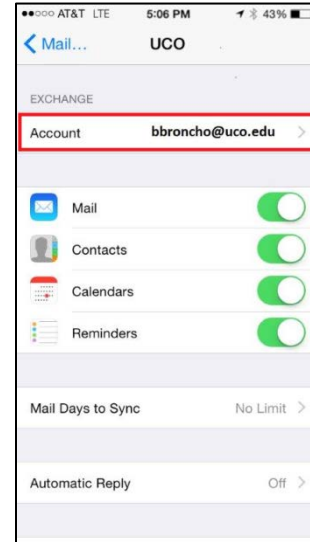 AT&T LTE 5:06 PM 43%
Mail... UCO
EXCHANGE
Account bbroncho@uco.edu
Mail
Contacts
Calendars
Reminders
Mail Days to Sync No Limit
Automatic Reply Off